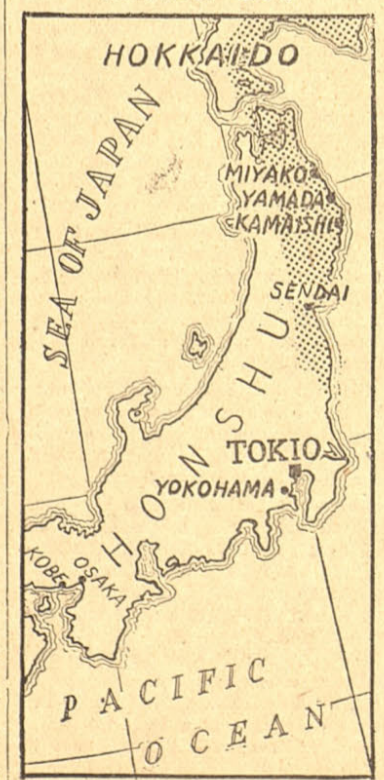 HOKKAIDO
SEA OF JAPAN
MIYAKO
YAMADA
KAMAISHI
SENDAI
HONSHU
TOKIO
YOKOHAMA
KOBE
OSAKA
PACIFIC
OCEAN